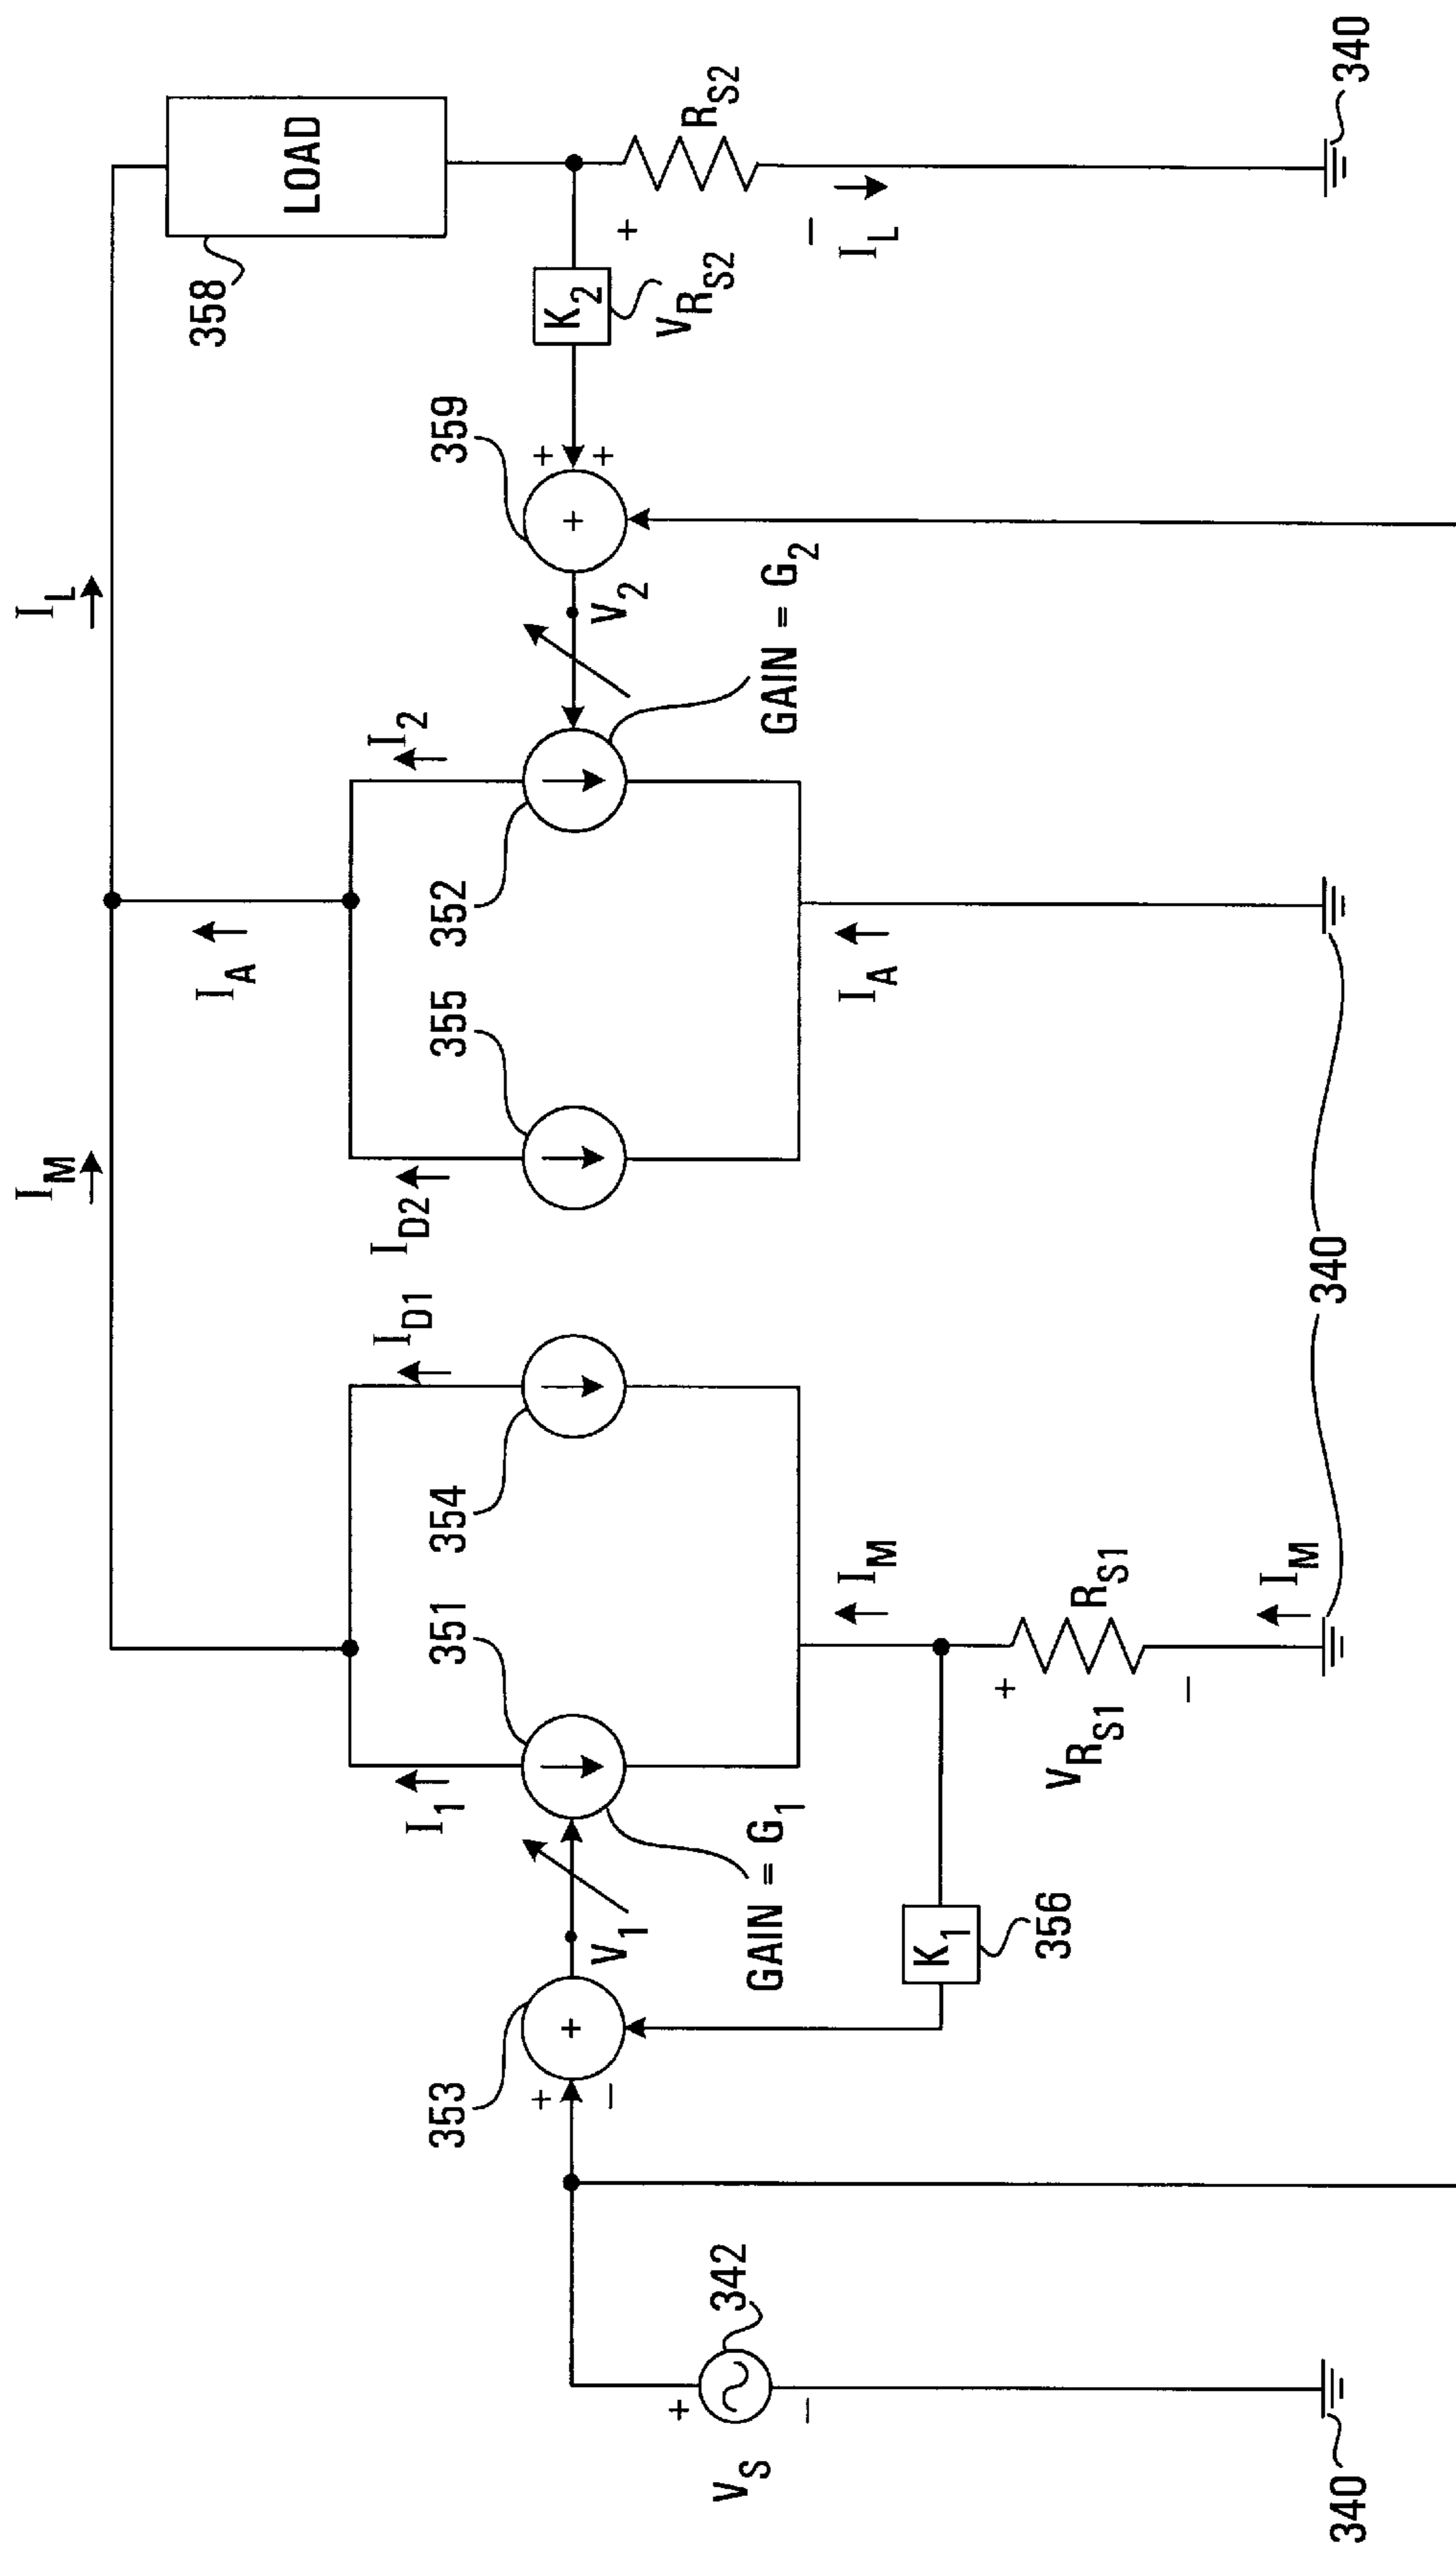 I_M
I_L
LOAD
358
I_A
I_1
I_D1
I_D2
I_2
353
351
354
355
352
359
+
−
+
V_1
V_2
+
+
+
K_2
V_RS2
+
−
R_S2
I_L
GAIN = G_1
GAIN = G_2
342
+
−
V_S
K_1
356
I_M
I_A
+
−
V_RS1
R_S1
I_M
340
340
340